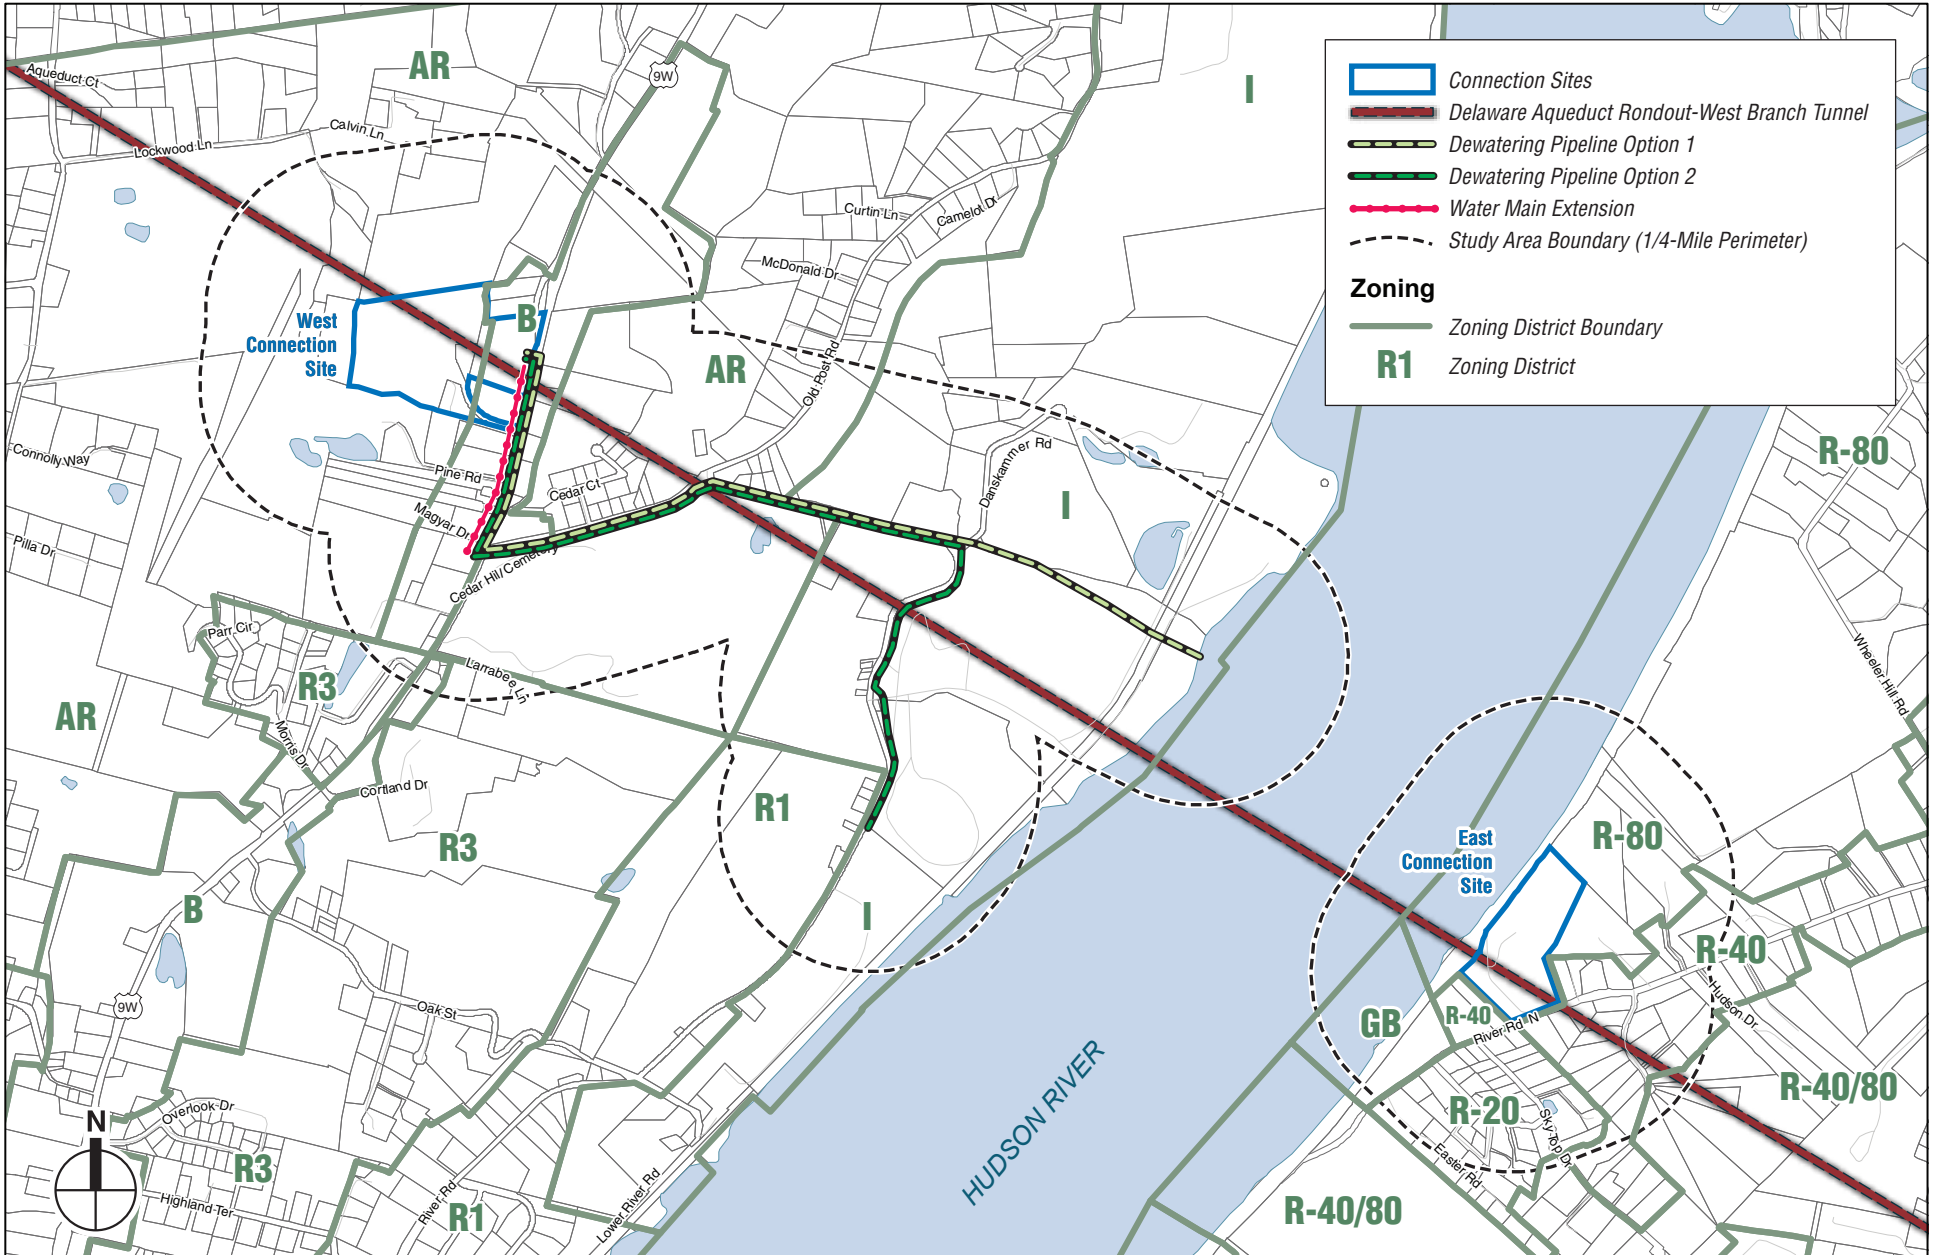 Connection Sites
Delaware Aqueduct Rondout-West Branch Tunnel
Dewatering Pipeline Option 1
Dewatering Pipeline Option 2
Water Main Extension
Study Area Boundary (1/4-Mile Perimeter)
Zoning
Zoning District Boundary
R1
Zoning District
AR
9W
I
Aqueduct Ct
Calvin Ln
Lockwood Ln
Curtin Ln
Camelot Dr
McDonald Dr
West
Connection
Site
B
AR
Old Post Rd
Connolly Way
Pine Rd
Cedar Ct
Danskammer Rd
I
R-80
Magyar Dr
Pilla Dr
Cedar Hill Cemetery
Parr Cir
Larrabee Ln
R3
AR
Morris Dr
Wheeler Hill Rd
Cortland Dr
R1
R3
East
Connection
Site
R-80
B
I
R-40
9W
Oak St
GB
R-40
River Rd N
Hudson Dr
HUDSON RIVER
R-40/80
R-20
Sky Top Dr
N
Overlook Dr
R3
Easter Rd
Highland Ter
River Rd
R1
Lower River Rd
R-40/80